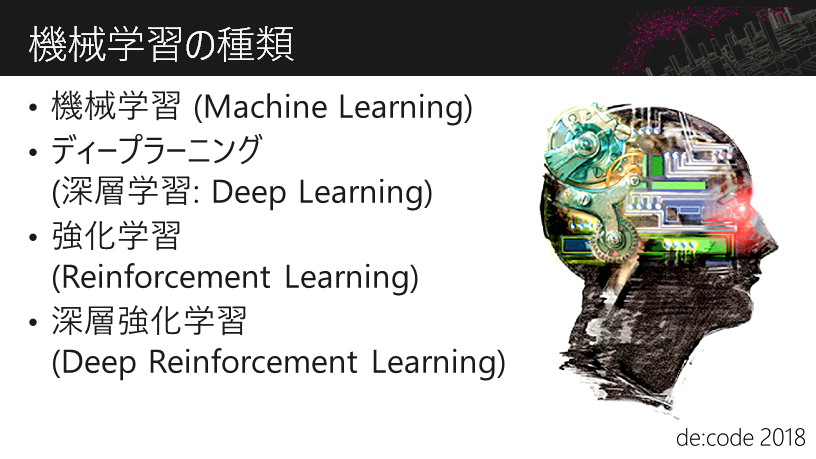 機械学習の種類
• 機械学習 (Machine Learning)
• ディープラーニング
(深層学習: Deep Learning)
• 強化学習
(Reinforcement Learning)
• 深層強化学習
(Deep Reinforcement Learning)
de:code 2018